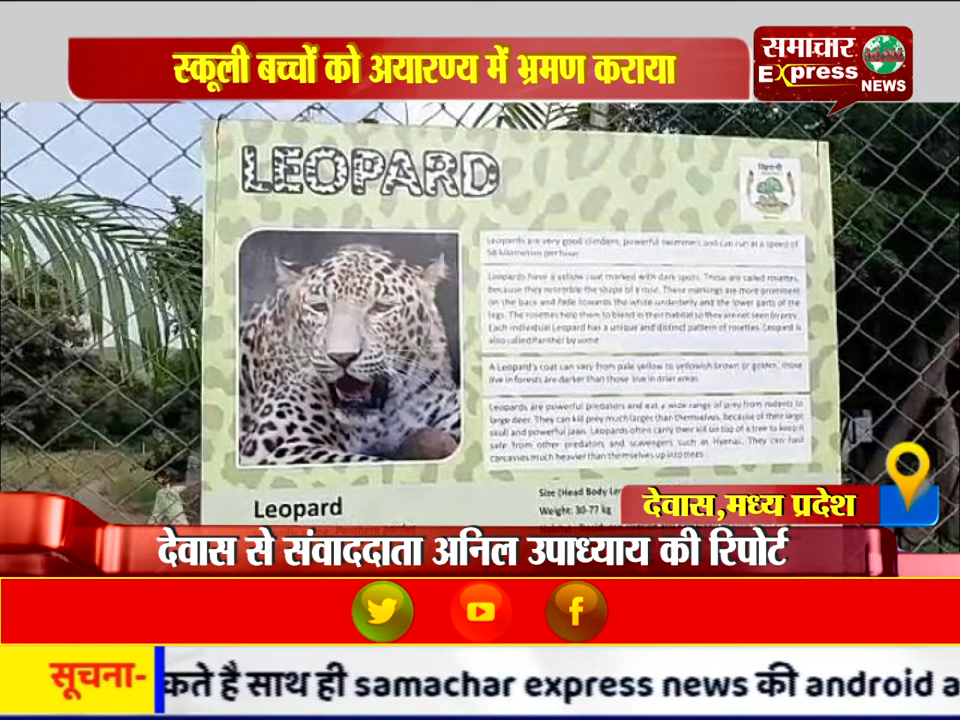 स्कूली बच्चों को अयारण्य में भ्रमण कराया
समाचार
Express
NEWS
LEOPARD
Leopards are very good climbers, powerful swimmers and can run at a speed of
58 kilometres per hour
Leopards have a yellow coat marked with dark spots. These are called rosettes,
because they resemble the shape of a rose. These markings are more prominent
on the back and fade towards the white underbelly and the lower parts of the
legs. The rosettes help them to blend in their habitat so they are not seen by prey.
Each individual Leopard has a unique and distinct pattern of rosettes. Leopard is
also called Panther by some
A Leopard's coat can vary from pale yellow to yellowish brown or golden, those
live in forests are darker than those live in drier areas
Leopards are powerful predators and eat a wide range of prey from rodents to
large deer. They can kill prey much larger than themselves, because of their large
skull and powerful jaws. Leopards often carry their kill on top of a tree to keep it
safe from other predators and scavengers such as Hyenas. They can haul
carcasses much heavier than themselves up into trees
Leopard
Size (Head Body Le
Weight: 30-77 kg
देवास,मध्य प्रदेश
देवास से संवाददाता अनिल उपाध्याय की रिपोर्ट
सूचना- कते है साथ ही samachar express news की android a